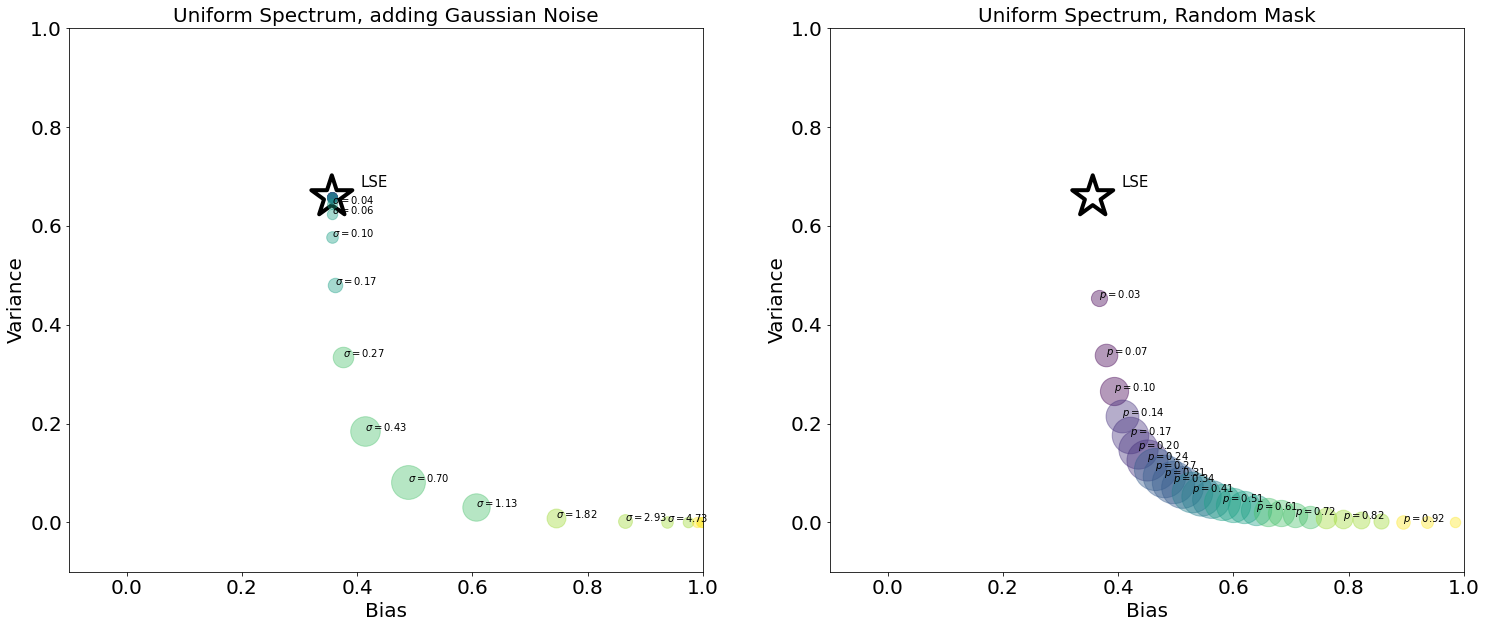 Uniform Spectrum, adding Gaussian Noise
1.0
0.8
0.6
0.4
0.2
0.0
Variance
LSE
σ = 0.04
σ = 0.06
σ = 0.10
σ = 0.17
σ = 0.27
σ = 0.43
σ = 0.70
σ = 1.13
σ = 1.82
σ = 2.93
σ = 4.73
0.0 0.2 0.4 0.6 0.8 1.0
Bias
Uniform Spectrum, Random Mask
1.0
0.8
0.6
0.4
0.2
0.0
Variance
LSE
p = 0.03
p = 0.07
p = 0.10
p = 0.14
p = 0.17
p = 0.20
p = 0.24
p = 0.27
p = 0.31
p = 0.34
p = 0.41
p = 0.51
p = 0.61
p = 0.72
p = 0.82
p = 0.92
0.0 0.2 0.4 0.6 0.8 1.0
Bias